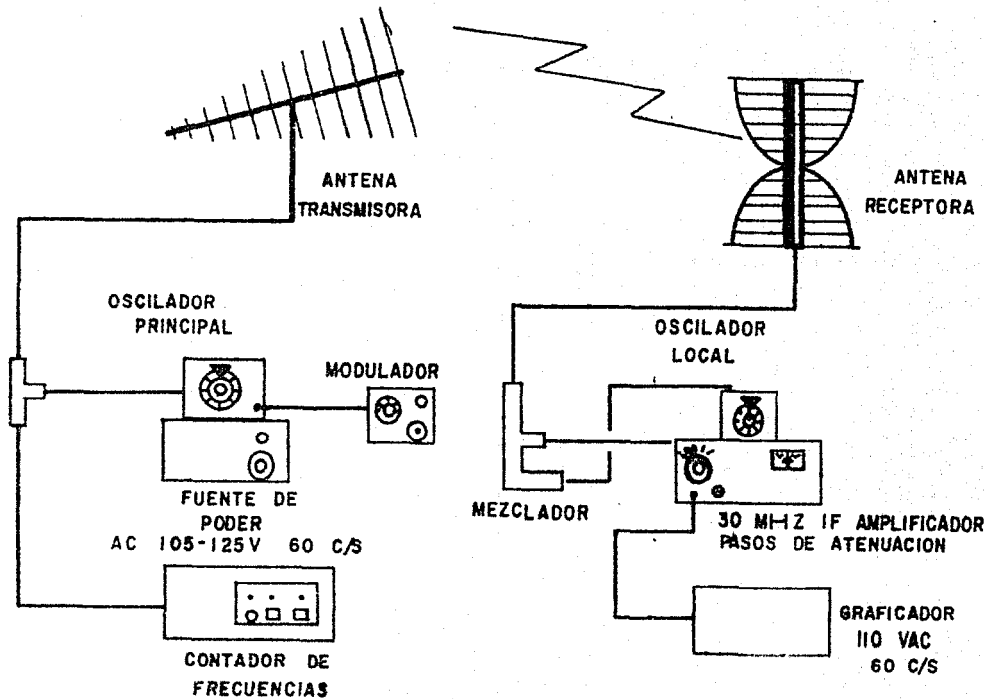 ANTENA
TRANSMISORA
ANTENA
RECEPTORA
OSCILADOR
PRINCIPAL
MODULADOR
OSCILADOR
LOCAL
FUENTE DE
PODER
AC 105-125V 60 C/S
MEZCLADOR
30 MHZ IF AMPLIFICADOR
PASOS DE ATENUACION
CONTADOR DE
FRECUENCIAS
GRAFICADOR
110 VAC
60 C/S